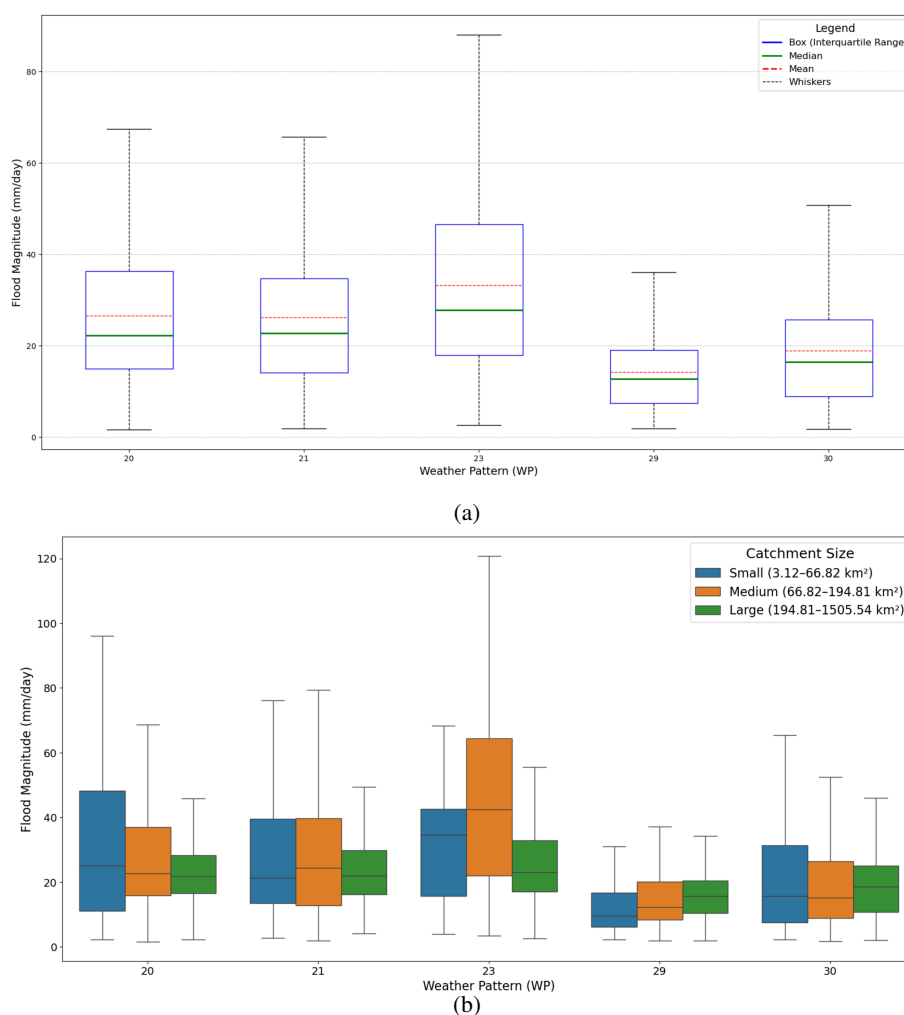 Legend
Box (Interquartile Range
Median
Mean
Whiskers
Flood Magnitude (mm/day)
80
60
40
20
0
20 21 23 29 30
Weather Pattern (WP)
(a)
Catchment Size
Small (3.12–66.82 km²)
Medium (66.82–194.81 km²)
Large (194.81–1505.54 km²)
Flood Magnitude (mm/day)
120
100
80
60
40
20
0
20 21 23 29 30
Weather Pattern (WP)
(b)